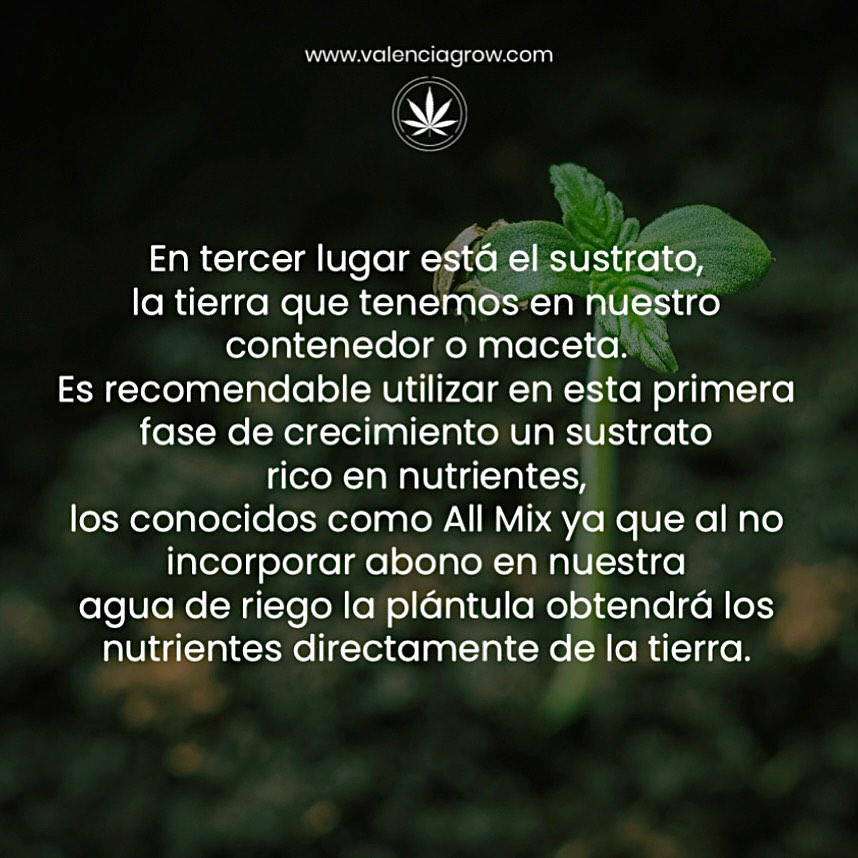 www.valenciagrow.com
En tercer lugar está el sustrato,
la tierra que tenemos en nuestro
contenedor o maceta.
Es recomendable utilizar en esta primera
fase de crecimiento un sustrato
rico en nutrientes,
los conocidos como All Mix ya que al no
incorporar abono en nuestra
agua de riego la plántula obtendrá los
nutrientes directamente de la tierra.